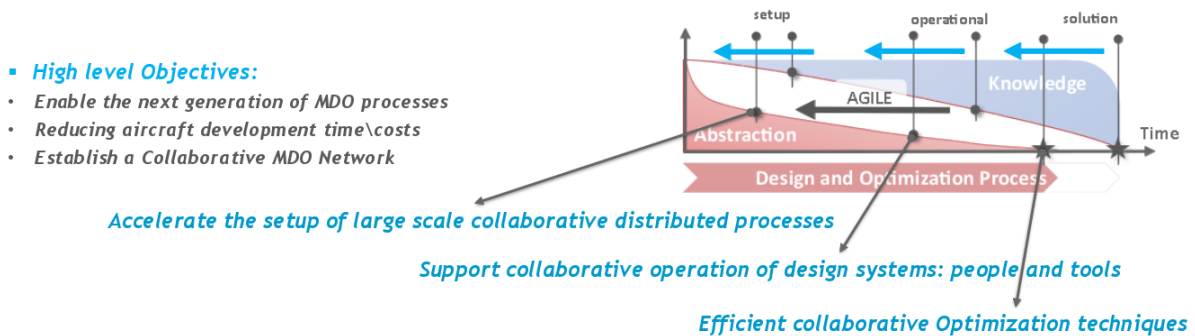 setup
operational
solution
High level Objectives:
Enable the next generation of MDO processes
Reducing aircraft development time\costs
Establish a Collaborative MDO Network
Knowledge
AGILE
Abstraction
Time
Design and Optimization Process
Accelerate the setup of large scale collaborative distributed processes
Support collaborative operation of design systems: people and tools
Efficient collaborative Optimization techniques